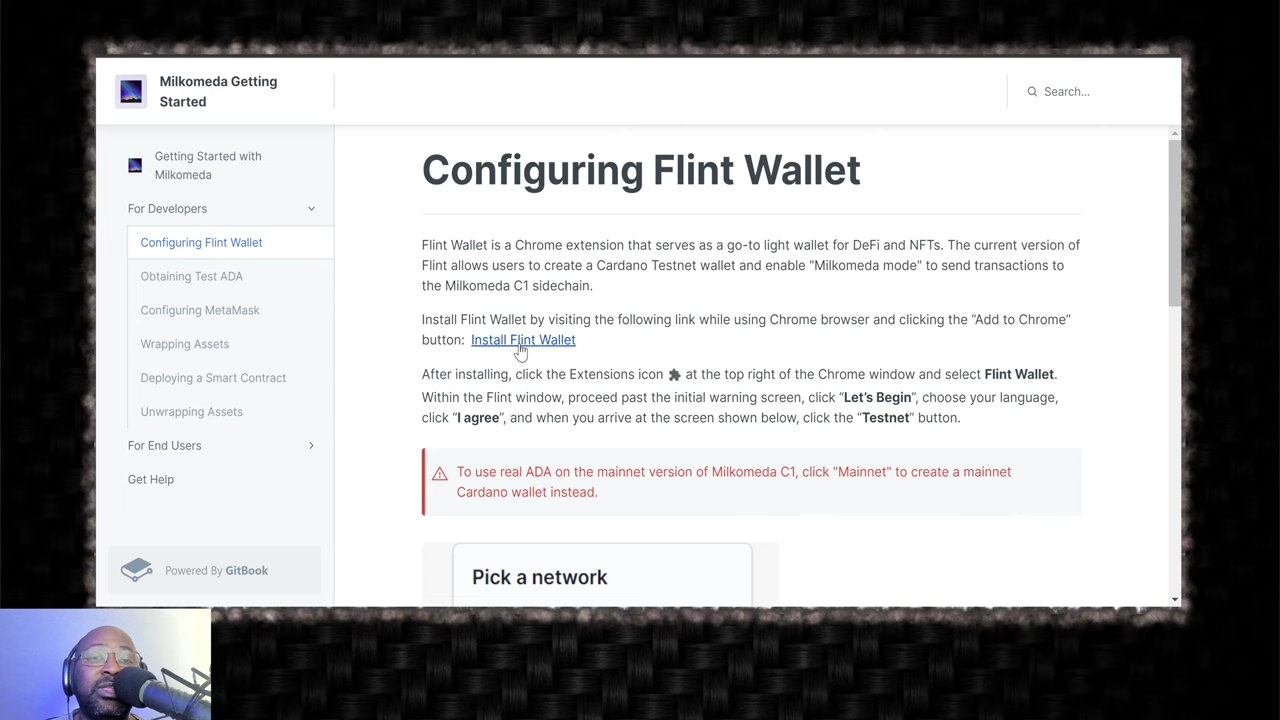 Milkomeda Getting
Started
Search...
Getting Started with
Milkomeda
For Developers
Configuring Flint Wallet
Obtaining Test ADA
Configuring MetaMask
Wrapping Assets
Deploying a Smart Contract
Unwrapping Assets
For End Users
Get Help
Powered By GitBook
Configuring Flint Wallet
Flint Wallet is a Chrome extension that serves as a go-to light wallet for DeFi and NFTs. The current version of
Flint allows users to create a Cardano Testnet wallet and enable "Milkomeda mode" to send transactions to
the Milkomeda C1 sidechain.
Install Flint Wallet by visiting the following link while using Chrome browser and clicking the “Add to Chrome”
button: Install Flint Wallet
After installing, click the Extensions icon at the top right of the Chrome window and select Flint Wallet.
Within the Flint window, proceed past the initial warning screen, click “Let’s Begin”, choose your language,
click “I agree”, and when you arrive at the screen shown below, click the “Testnet” button.
To use real ADA on the mainnet version of Milkomeda C1, click "Mainnet" to create a mainnet
Cardano wallet instead.
Pick a network